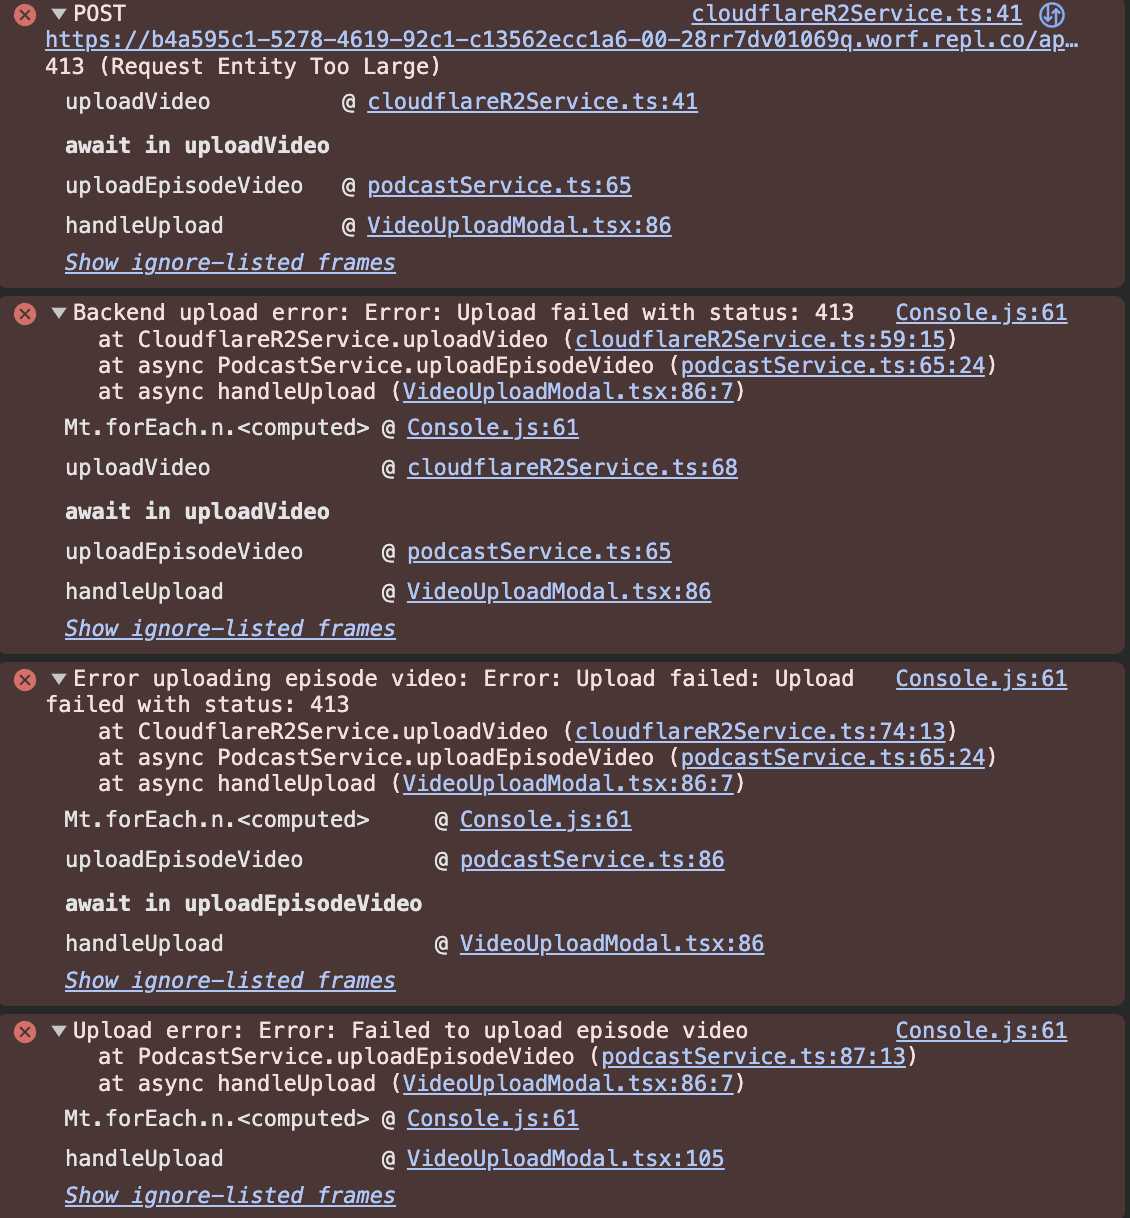 POST cloudflareR2Service.ts:41
https://b4a595c1-5278-4619-92c1-c13562ecc1a6-00-28rr7dv01069q.worf.repl.co/ap…
413 (Request Entity Too Large)
uploadVideo @ cloudflareR2Service.ts:41
await in uploadVideo
uploadEpisodeVideo @ podcastService.ts:65
handleUpload @ VideoUploadModal.tsx:86
Show ignore-listed frames
Backend upload error: Error: Upload failed with status: 413 Console.js:61
at CloudflareR2Service.uploadVideo (cloudflareR2Service.ts:59:15)
at async PodcastService.uploadEpisodeVideo (podcastService.ts:65:24)
at async handleUpload (VideoUploadModal.tsx:86:7)
Mt.forEach.n.<computed> @ Console.js:61
uploadVideo @ cloudflareR2Service.ts:68
await in uploadVideo
uploadEpisodeVideo @ podcastService.ts:65
handleUpload @ VideoUploadModal.tsx:86
Show ignore-listed frames
Error uploading episode video: Error: Upload failed: Upload Console.js:61
failed with status: 413
at CloudflareR2Service.uploadVideo (cloudflareR2Service.ts:74:13)
at async PodcastService.uploadEpisodeVideo (podcastService.ts:65:24)
at async handleUpload (VideoUploadModal.tsx:86:7)
Mt.forEach.n.<computed> @ Console.js:61
uploadEpisodeVideo @ podcastService.ts:86
await in uploadEpisodeVideo
handleUpload @ VideoUploadModal.tsx:86
Show ignore-listed frames
Upload error: Error: Failed to upload episode video Console.js:61
at PodcastService.uploadEpisodeVideo (podcastService.ts:87:13)
at async handleUpload (VideoUploadModal.tsx:86:7)
Mt.forEach.n.<computed> @ Console.js:61
handleUpload @ VideoUploadModal.tsx:105
Show ignore-listed frames